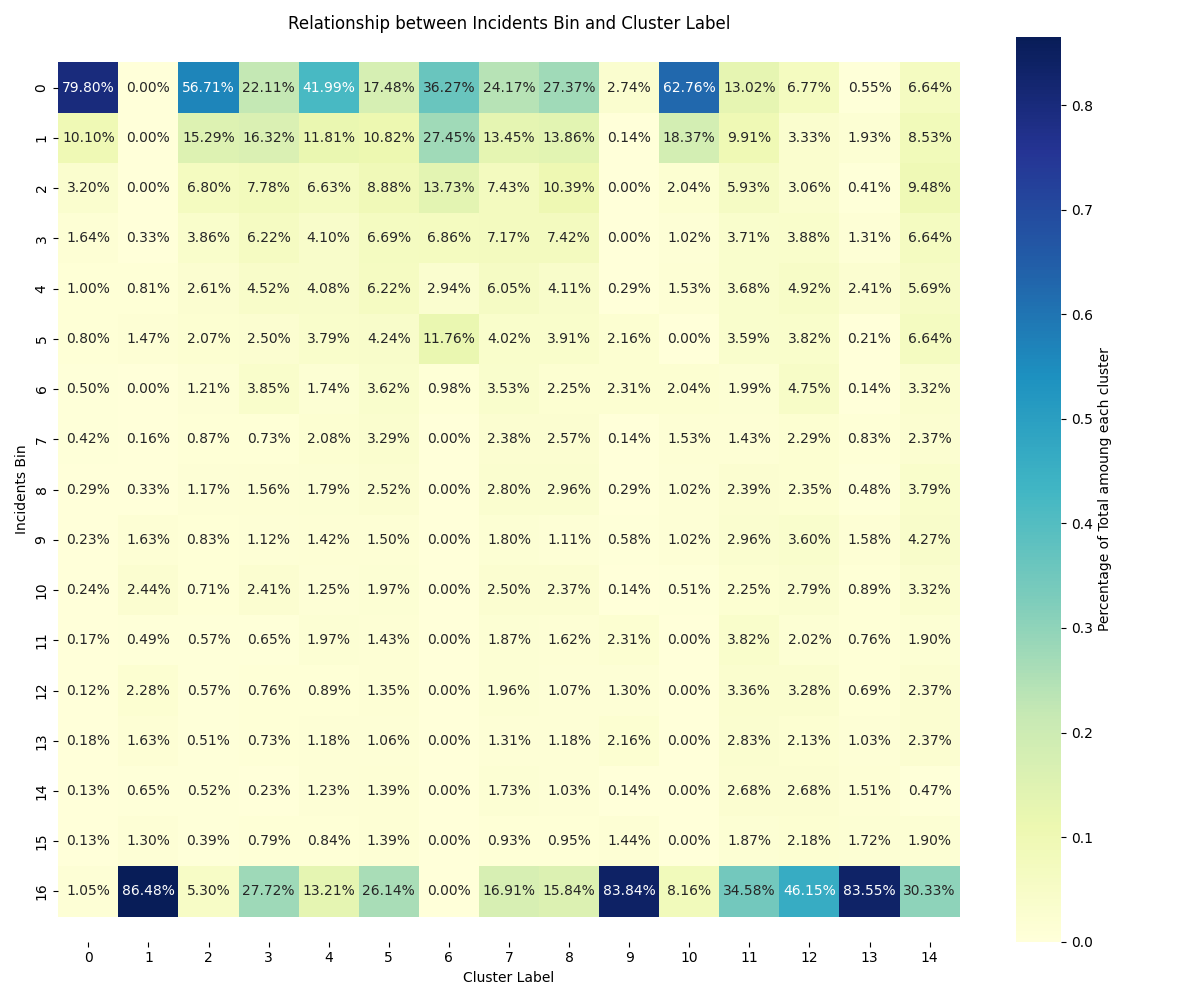 Relationship between Incidents Bin and Cluster Label
0 79.80% 0.00% 56.71% 22.11% 41.99% 17.48% 36.27% 24.17% 27.37% 2.74% 62.76% 13.02% 6.77% 0.55% 6.64%
1 10.10% 0.00% 15.29% 16.32% 11.81% 10.82% 27.45% 13.45% 13.86% 0.14% 18.37% 9.91% 3.33% 1.93% 8.53%
2 3.20% 0.00% 6.80% 7.78% 6.63% 8.88% 13.73% 7.43% 10.39% 0.00% 2.04% 5.93% 3.06% 0.41% 9.48%
3 1.64% 0.33% 3.86% 6.22% 4.10% 6.69% 6.86% 7.17% 7.42% 0.00% 1.02% 3.71% 3.88% 1.31% 6.64%
4 1.00% 0.81% 2.61% 4.52% 4.08% 6.22% 2.94% 6.05% 4.11% 0.29% 1.53% 3.68% 4.92% 2.41% 5.69%
5 0.80% 1.47% 2.07% 2.50% 3.79% 4.24% 11.76% 4.02% 3.91% 2.16% 0.00% 3.59% 3.82% 0.21% 6.64%
6 0.50% 0.00% 1.21% 3.85% 1.74% 3.62% 0.98% 3.53% 2.25% 2.31% 2.04% 1.99% 4.75% 0.14% 3.32%
7 0.42% 0.16% 0.87% 0.73% 2.08% 3.29% 0.00% 2.38% 2.57% 0.14% 1.53% 1.43% 2.29% 0.83% 2.37%
8 0.29% 0.33% 1.17% 1.56% 1.79% 2.52% 0.00% 2.80% 2.96% 0.29% 1.02% 2.39% 2.35% 0.48% 3.79%
9 0.23% 1.63% 0.83% 1.12% 1.42% 1.50% 0.00% 1.80% 1.11% 0.58% 1.02% 2.96% 3.60% 1.58% 4.27%
10 0.24% 2.44% 0.71% 2.41% 1.25% 1.97% 0.00% 2.50% 2.37% 0.14% 0.51% 2.25% 2.79% 0.89% 3.32%
11 0.17% 0.49% 0.57% 0.65% 1.97% 1.43% 0.00% 1.87% 1.62% 2.31% 0.00% 3.82% 2.02% 0.76% 1.90%
12 0.12% 2.28% 0.57% 0.76% 0.89% 1.35% 0.00% 1.96% 1.07% 1.30% 0.00% 3.36% 3.28% 0.69% 2.37%
13 0.18% 1.63% 0.51% 0.73% 1.18% 1.06% 0.00% 1.31% 1.18% 2.16% 0.00% 2.83% 2.13% 1.03% 2.37%
14 0.13% 0.65% 0.52% 0.23% 1.23% 1.39% 0.00% 1.73% 1.03% 0.14% 0.00% 2.68% 2.68% 1.51% 0.47%
15 0.13% 1.30% 0.39% 0.79% 0.84% 1.39% 0.00% 0.93% 0.95% 1.44% 0.00% 1.87% 2.18% 1.72% 1.90%
16 1.05% 86.48% 5.30% 27.72% 13.21% 26.14% 0.00% 16.91% 15.84% 83.84% 8.16% 34.58% 46.15% 83.55% 30.33%
0 1 2 3 4 5 6 7 8 9 10 11 12 13 14
Cluster Label
Incidents Bin
0.8
0.7
0.6
0.5
0.4
0.3
0.2
0.1
0.0
Percentage of Total amoung each cluster